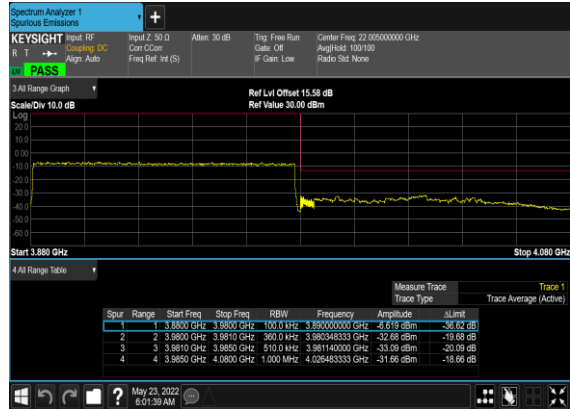 Spectrum Analyzer 1
Spurious Emissions
KEYSIGHT Input: RF Input Z: 50 Ω Atten: 30 dB Trig: Free Run Center Freq: 22.005000000 GHz
Coupling: DC Corr CCorr Gate: Off Avg|Hold: 100/100
R T Align: Auto Freq Ref: Int (S) IF Gain: Low Radio Std: None
PASS
3 All Range Graph
Ref Lvl Offset 15.58 dB
Scale/Div 10.0 dB Ref Value 30.00 dBm
Log
20.0
10.0
0.00
-10.0
-20.0
-30.0
-40.0
-50.0
-60.0
Start 3.880 GHz Stop 4.080 GHz
4 All Range Table
Measure Trace Trace 1
Trace Type Trace Average (Active)
Spur Range Start Freq Stop Freq RBW Frequency Amplitude ΔLimit
1 1 3.8800 GHz 3.9800 GHz 100.0 kHz 3.890000000 GHz -6.619 dBm -36.62 dB
2 2 3.9800 GHz 3.9810 GHz 360.0 kHz 3.980348333 GHz -32.68 dBm -19.68 dB
3 3 3.9810 GHz 3.9850 GHz 510.0 kHz 3.981140000 GHz -33.09 dBm -20.09 dB
4 4 3.9850 GHz 4.0800 GHz 1.000 MHz 4.026483333 GHz -31.66 dBm -18.66 dB
? May 23, 2022
6:01:39 AM